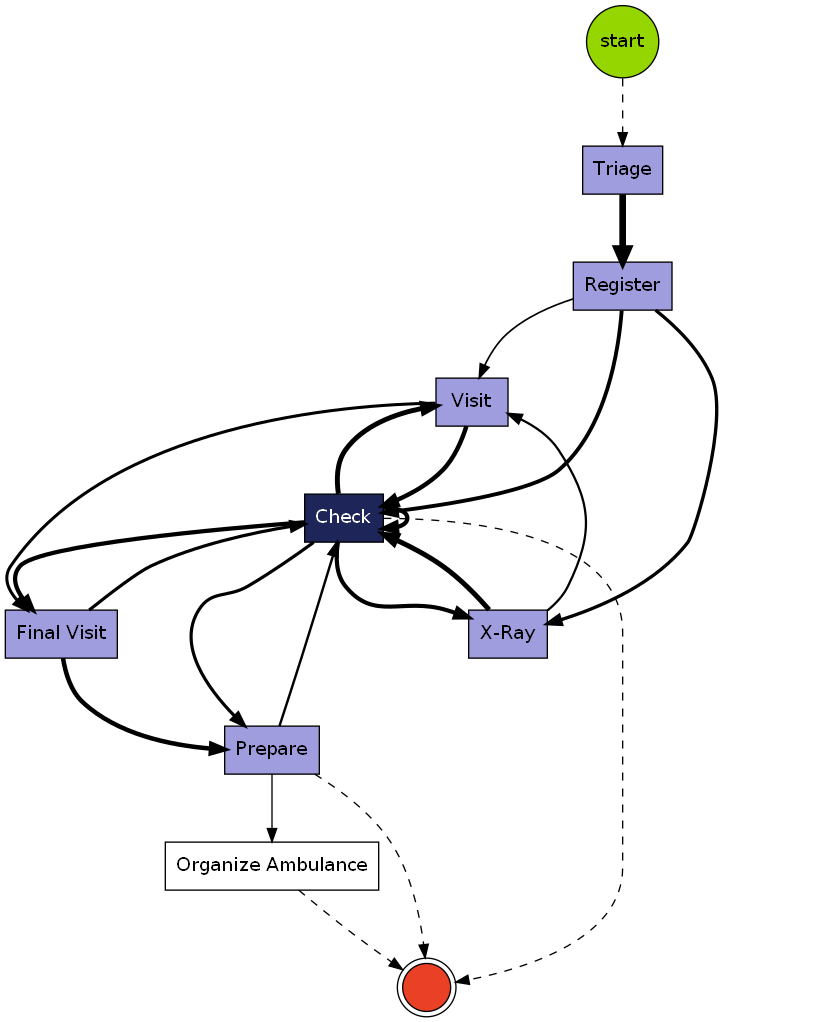 start
Triage
Register
Visit
Check
Final Visit
X-Ray
Prepare
Organize Ambulance